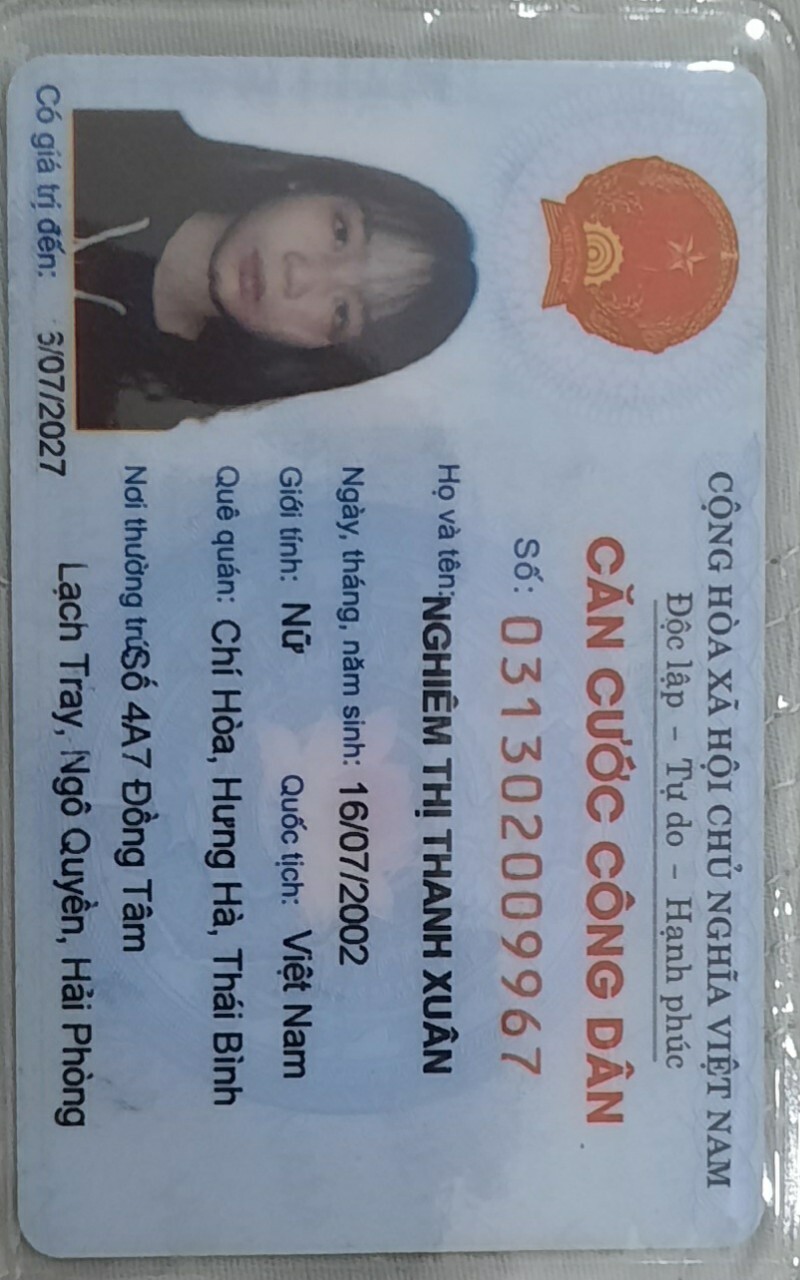 CỘNG HÒA XÃ HỘI CHỦ NGHĨA VIỆT NAM
Độc lập - Tự do - Hạnh phúc
CĂN CƯỚC CÔNG DÂN
Số: 031302009967
Họ và tên: NGHIÊM THỊ THANH XUÂN
Ngày, tháng, năm sinh: 16/07/2002
Giới tính: Nữ Quốc tịch: Việt Nam
Quê quán: Chí Hòa, Hưng Hà, Thái Bình
Nơi thường trú: Số 4A7 Đồng Tâm
Lạch Tray, Ngô Quyền, Hải Phòng
Có giá trị đến: 6/07/2027